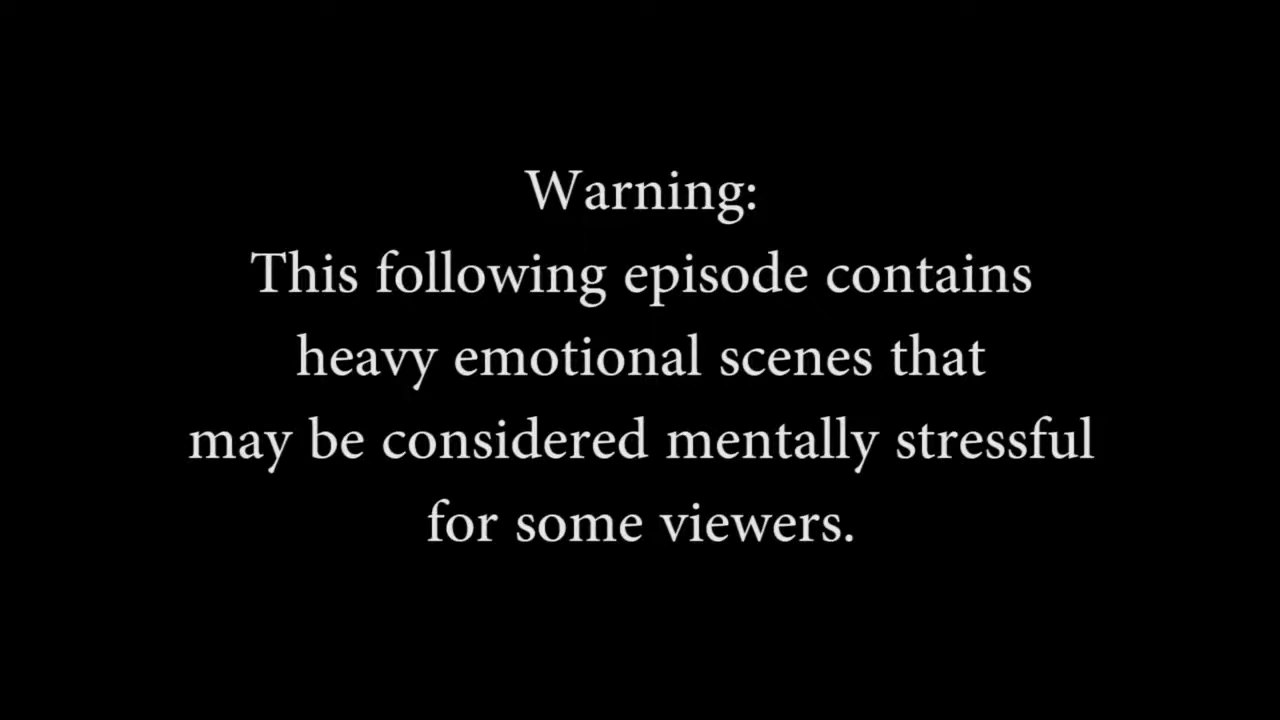 Warning:
This following episode contains
heavy emotional scenes that
may be considered mentally stressful
for some viewers.